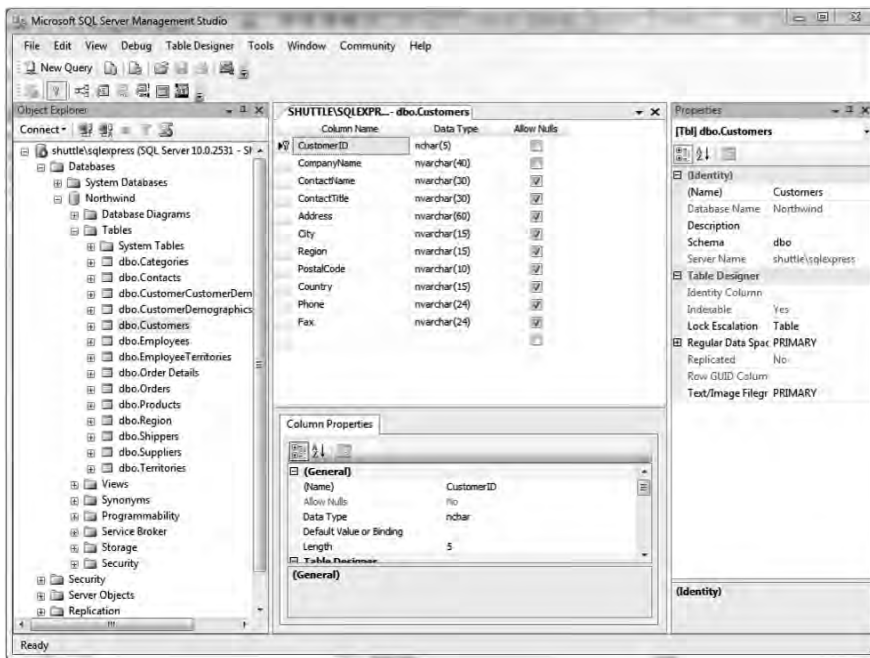 Microsoft SQL Server Management Studio
File Edit View Debug Table Designer Tools Window Community Help
New Query
Object Explorer
Connect
shuttle\sqlexpress (SQL Server 10.0.2531 - SH
Databases
System Databases
Northwind
Database Diagrams
Tables
System Tables
dbo.Categories
dbo.Contacts
dbo.CustomerCustomerDem
dbo.CustomerDemographics
dbo.Customers
dbo.Employees
dbo.EmployeeTerritories
dbo.Order Details
dbo.Orders
dbo.Products
dbo.Region
dbo.Shippers
dbo.Suppliers
dbo.Territories
Views
Synonyms
Programmability
Service Broker
Storage
Security
Security
Server Objects
Replication
SHUTTLE\SQLEXPR...- dbo.Customers
Column Name Data Type Allow Nulls
CustomerID nchar(5)
CompanyName nvarchar(40)
ContactName nvarchar(30)
ContactTitle nvarchar(30)
Address nvarchar(60)
City nvarchar(15)
Region nvarchar(15)
PostalCode nvarchar(10)
Country nvarchar(15)
Phone nvarchar(24)
Fax nvarchar(24)
Column Properties
(General)
(Name) CustomerID
Allow Nulls No
Data Type nchar
Default Value or Binding
Length 5
Table Designer
(General)
Properties
[Tbl] dbo.Customers
(Identity)
(Name) Customers
Database Name Northwind
Description
Schema dbo
Server Name shuttle\sqlexpress
Table Designer
Identity Column
Indexable Yes
Lock Escalation Table
Regular Data Spac PRIMARY
Replicated No
Row GUID Colum
Text/Image Filegr PRIMARY
(Identity)
Ready